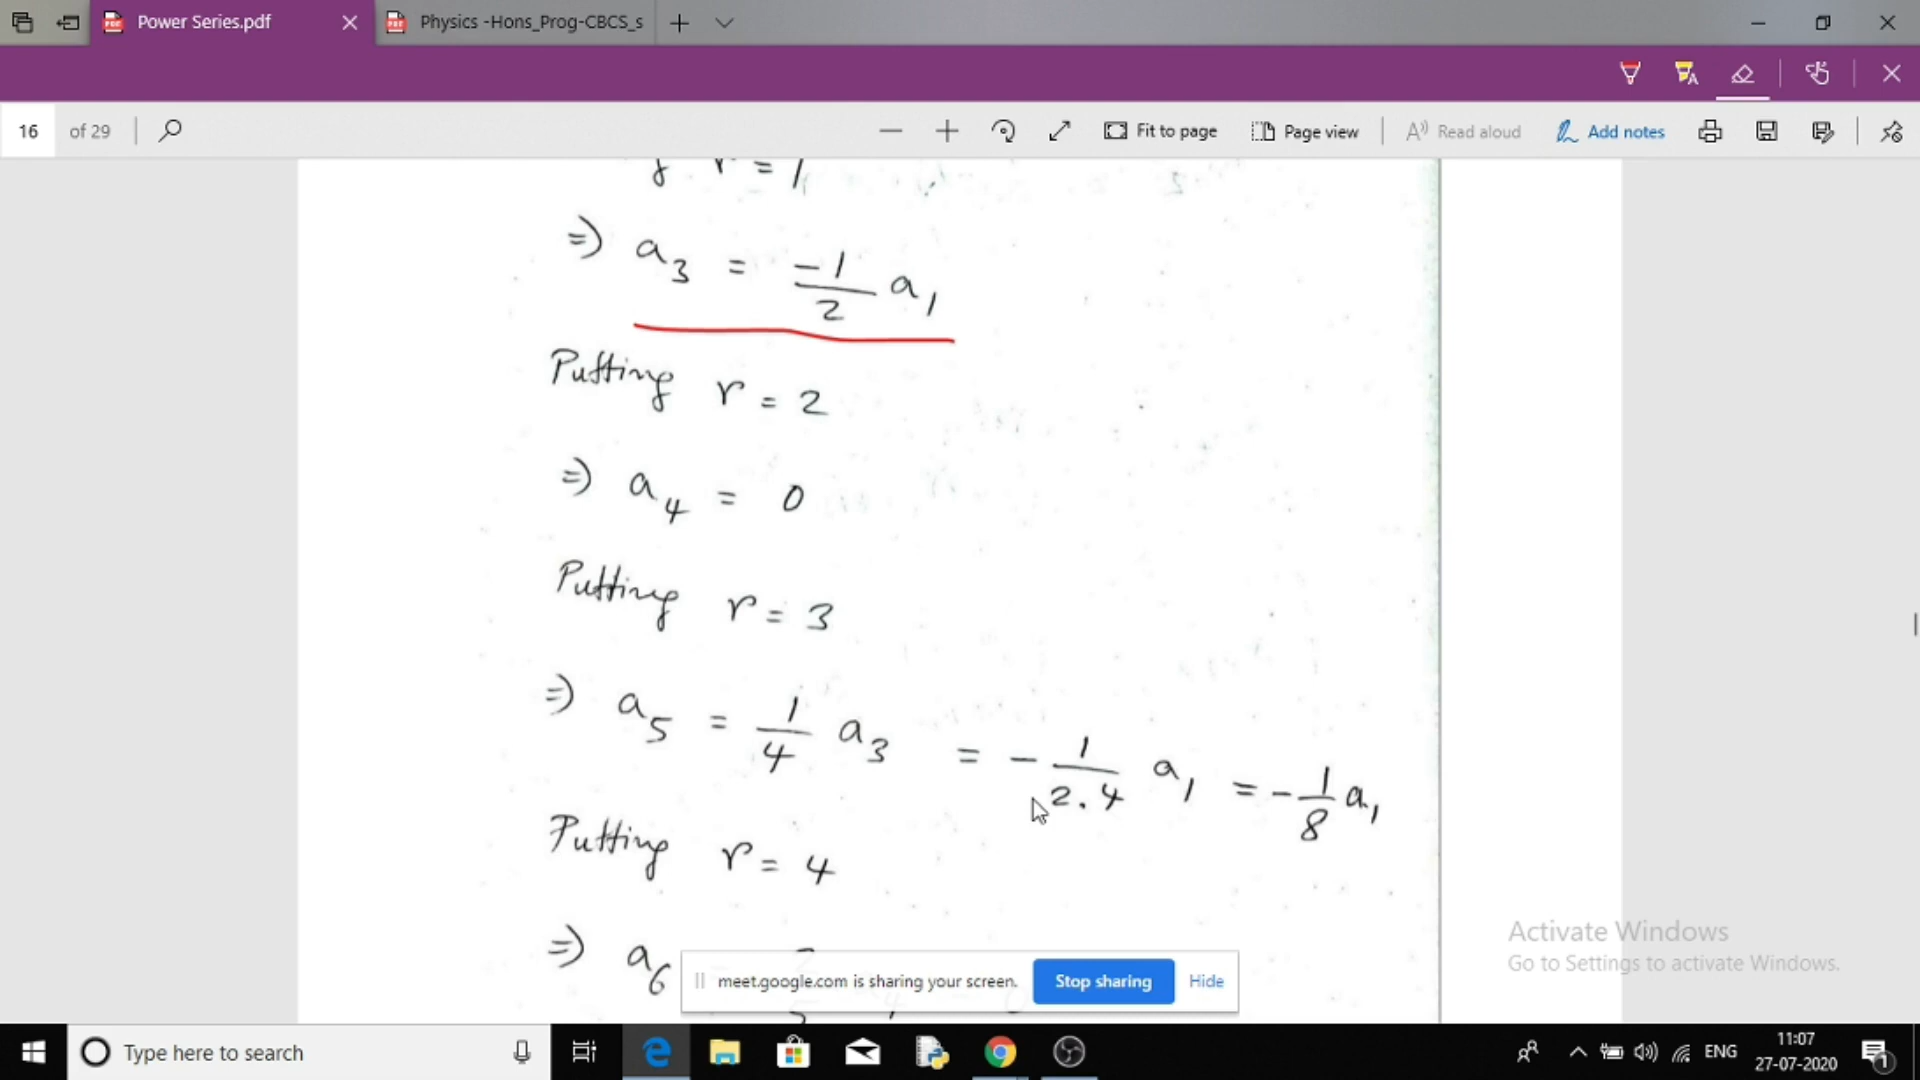 Power Series.pdf
Physics -Hons_Prog-CBCS_s
16 of 29
Fit to page
Page view
Read aloud
Add notes
r = 1
=) a3 = -1/2 a1
Putting r = 2
=) a4 = 0
Putting r = 3
=) a5 = 1/4 a3 = - 1/2.4 a1 = - 1/8 a1
Putting r = 4
=) a6
meet.google.com is sharing your screen.
Stop sharing
Hide
Activate Windows
Go to Settings to activate Windows.
Type here to search
ENG
11:07
27-07-2020
1